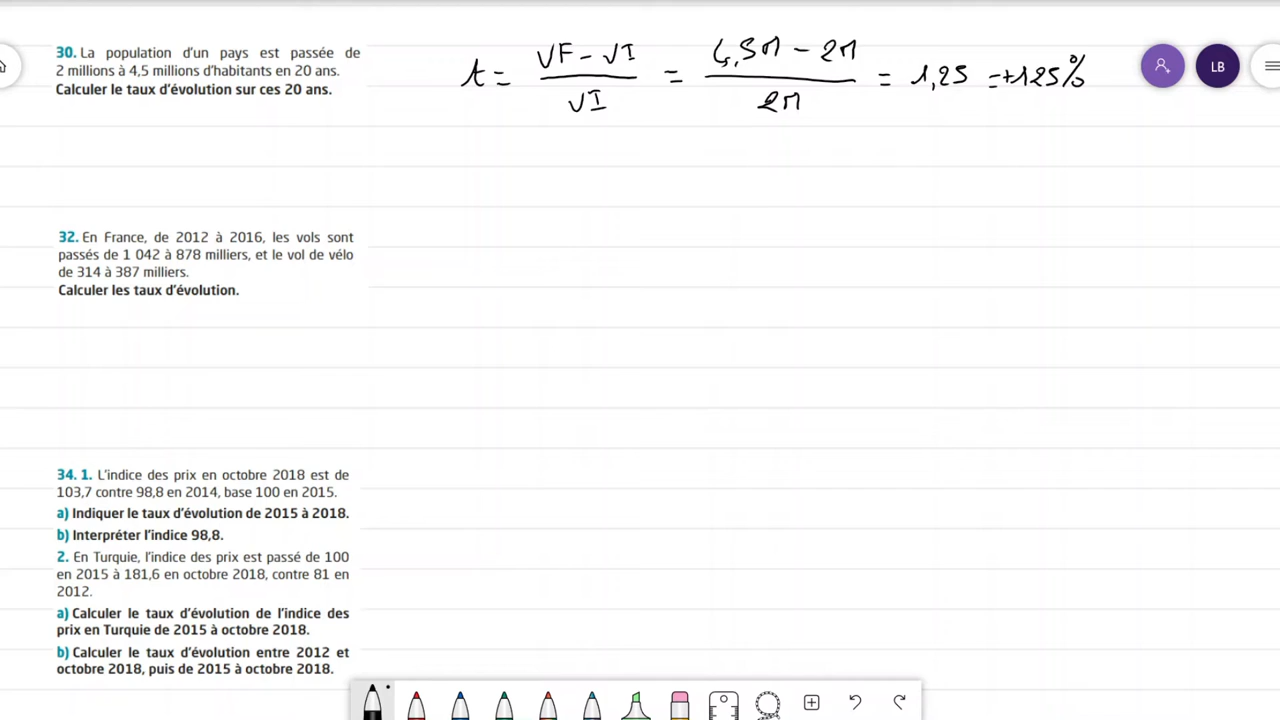 30. La population d'un pays est passée de
2 millions à 4,5 millions d'habitants en 20 ans.
Calculer le taux d'évolution sur ces 20 ans.
t = (VF - VI) / VI = (4,5M - 2M) / 2M = 1,25 = +125%
LB
32. En France, de 2012 à 2016, les vols sont
passés de 1 042 à 878 milliers, et le vol de vélo
de 314 à 387 milliers.
Calculer les taux d'évolution.
34. 1. L'indice des prix en octobre 2018 est de
103,7 contre 98,8 en 2014, base 100 en 2015.
a) Indiquer le taux d'évolution de 2015 à 2018.
b) Interpréter l'indice 98,8.
2. En Turquie, l'indice des prix est passé de 100
en 2015 à 181,6 en octobre 2018, contre 81 en
2012.
a) Calculer le taux d'évolution de l'indice des
prix en Turquie de 2015 à octobre 2018.
b) Calculer le taux d'évolution entre 2012 et
octobre 2018, puis de 2015 à octobre 2018.